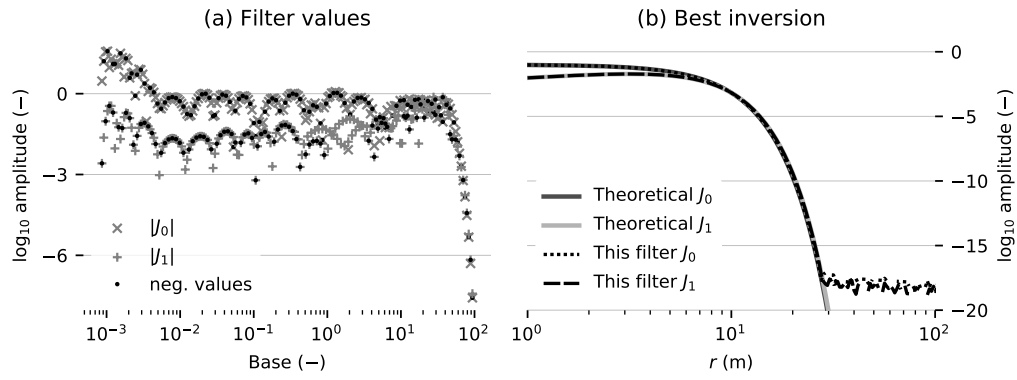 (a) Filter values
log₁₀ amplitude (−)
0
−3
−6
|J₀|
|J₁|
neg. values
10⁻³
10⁻²
10⁻¹
10⁰
10¹
10²
Base (−)
(b) Best inversion
Theoretical J₀
Theoretical J₁
This filter J₀
This filter J₁
0
−5
−10
−15
−20
log₁₀ amplitude (−)
10⁰
10¹
10²
r (m)